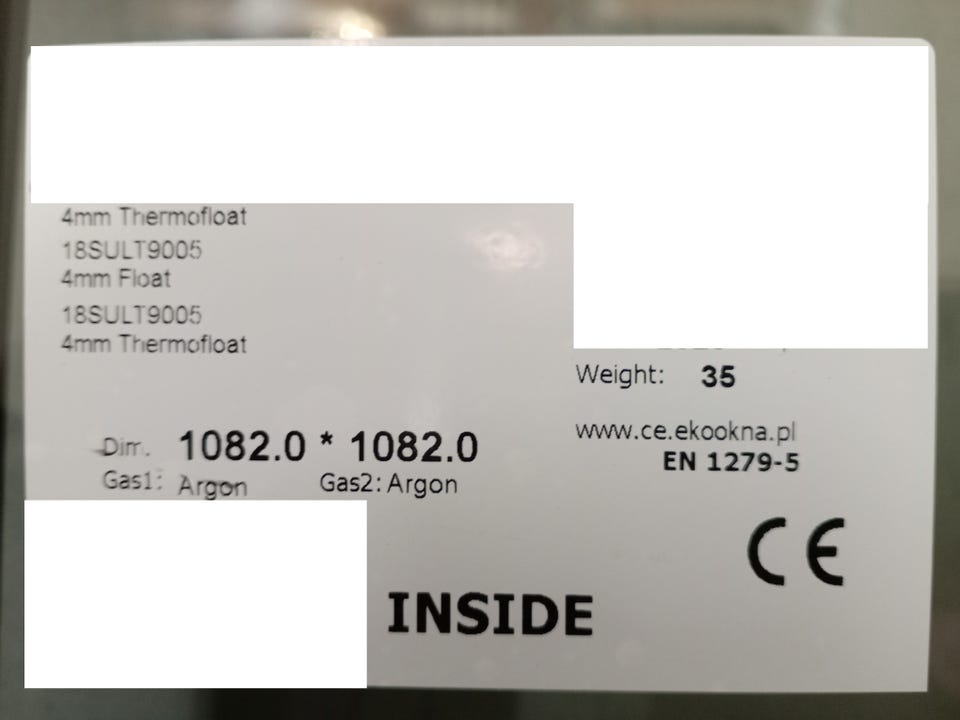 4mm Thermofloat
18SULT9005
4mm Float
18SULT9005
4mm Thermofloat
Weight: 35
Dim. 1082.0 * 1082.0
www.ce.ekookna.pl
EN 1279-5
Gas1: Argon Gas2: Argon
CE
INSIDE